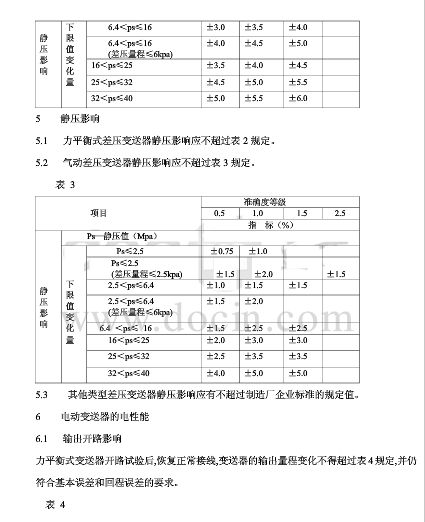 静压影响 下限值变化量 6.4<ps≤16 ±3.0 ±3.5 ±4.0
6.4<ps≤16 ±4.0 ±4.5 ±5.0
(差压量程≤6kpa)
16<ps≤25 ±3.5 ±4.0 ±4.5
25<ps≤32 ±4.5 ±5.0 ±5.5
32<ps≤40 ±5.0 ±5.5 ±6.0
5 静压影响
5.1 力平衡式差压变送器静压影响应不超过表2规定。
5.2 气动差压变送器静压影响应不超过表3规定。
表 3
项目 准确度等级
0.5 1.0 1.5 2.5
指 标（%）
Ps—静压值（Mpa）
静压影响 下限值变化量 Ps≤2.5 ±0.75 ±1.0
Ps≤2.5
(差压量程≤2.5kpa) ±1.5 ±2.0 ±1.5
2.5<ps≤6.4 ±1.0 ±1.5 ±1.5
2.5<ps≤6.4 ±1.5 ±2.0
(差压量程≤6kpa)
6.4 <ps≤ 16 ±1.5 ±2.5 ±2.5
16<ps≤25 ±2.0 ±3.0 ±3.0
25<ps≤32 ±2.5 ±3.5 ±3.5
32<ps≤40 ±4.0 ±5.0 ±5.0
www.docin.com
5.3 其他类型差压变送器静压影响应有不超过制造厂企业标准的规定值。
6 电动变送器的电性能
6.1 输出开路影响
力平衡式变送器开路试验后,恢复正常接线,变送器的输出量程变化不得超过表4规定,并仍
符合基本误差和回程误差的要求。
表 4